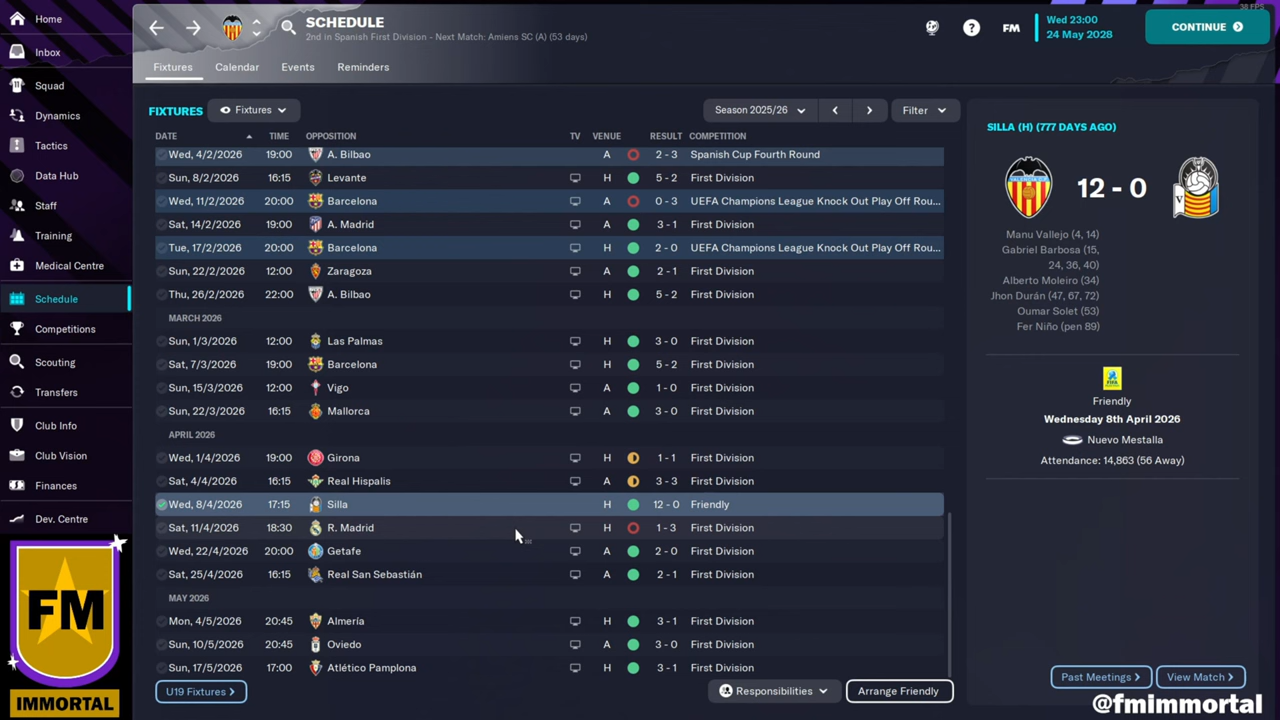 38 FPS
Home
Inbox
Squad
Dynamics
Tactics
Data Hub
Staff
Training
Medical Centre
Schedule
Competitions
Scouting
Transfers
Club Info
Club Vision
Finances
Dev. Centre
FM
IMMORTAL
SCHEDULE
2nd in Spanish First Division - Next Match: Amiens SC (A) (53 days)
FM
Wed 23:00
24 May 2028
CONTINUE
Fixtures Calendar Events Reminders
FIXTURES Fixtures Season 2025/26 Filter
DATE TIME OPPOSITION TV VENUE RESULT COMPETITION
Wed, 4/2/2026 19:00 A. Bilbao A 2 - 3 Spanish Cup Fourth Round
Sun, 8/2/2026 16:15 Levante H 5 - 2 First Division
Wed, 11/2/2026 20:00 Barcelona A 0 - 3 UEFA Champions League Knock Out Play Off Rou...
Sat, 14/2/2026 19:00 A. Madrid A 3 - 1 First Division
Tue, 17/2/2026 20:00 Barcelona H 2 - 0 UEFA Champions League Knock Out Play Off Rou...
Sun, 22/2/2026 12:00 Zaragoza A 2 - 1 First Division
Thu, 26/2/2026 22:00 A. Bilbao A 5 - 2 First Division
MARCH 2026
Sun, 1/3/2026 12:00 Las Palmas H 3 - 0 First Division
Sat, 7/3/2026 19:00 Barcelona H 5 - 2 First Division
Sun, 15/3/2026 12:00 Vigo A 1 - 0 First Division
Sun, 22/3/2026 16:15 Mallorca H 3 - 0 First Division
APRIL 2026
Wed, 1/4/2026 19:00 Girona H 1 - 1 First Division
Sat, 4/4/2026 16:15 Real Hispalis A 3 - 3 First Division
Wed, 8/4/2026 17:15 Silla H 12 - 0 Friendly
Sat, 11/4/2026 18:30 R. Madrid H 1 - 3 First Division
Wed, 22/4/2026 20:00 Getafe A 2 - 0 First Division
Sat, 25/4/2026 16:15 Real San Sebastián A 2 - 1 First Division
MAY 2026
Mon, 4/5/2026 20:45 Almería H 3 - 1 First Division
Sun, 10/5/2026 20:45 Oviedo A 3 - 0 First Division
Sun, 17/5/2026 17:00 Atlético Pamplona H 3 - 1 First Division
U19 Fixtures Responsibilities Arrange Friendly
SILLA (H) (777 DAYS AGO)
12 - 0
Manu Vallejo (4, 14)
Gabriel Barbosa (15,
24, 36, 40)
Alberto Moleiro (34)
Jhon Durán (47, 67, 72)
Oumar Solet (53)
Fer Niño (pen 89)
Friendly
Wednesday 8th April 2026
Nuevo Mestalla
Attendance: 14,863 (56 Away)
Past Meetings View Match
@fmimmortal